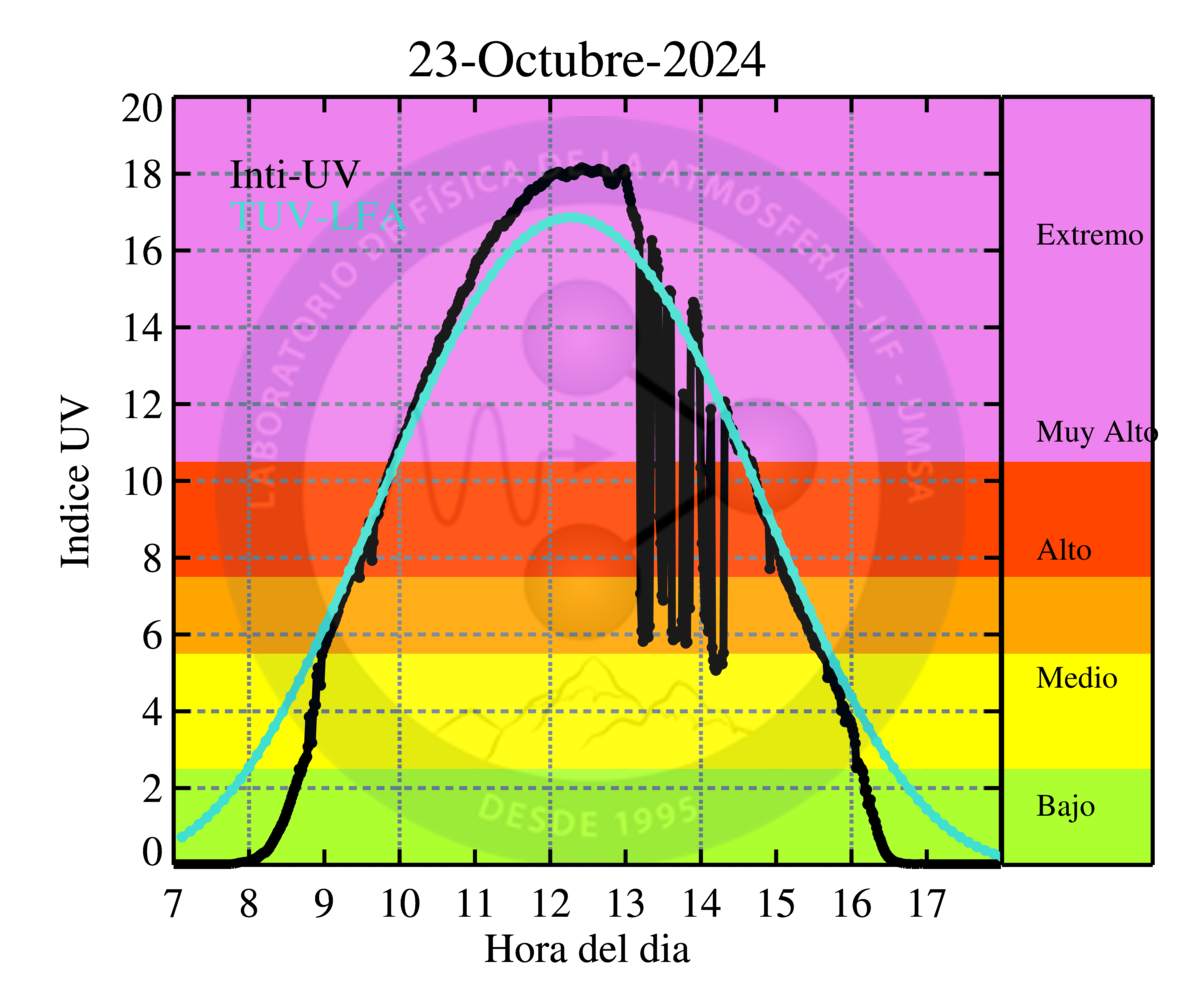 23-Octubre-2024
20
18
16
14
12
10
8
6
4
2
0
Indice UV
Inti-UV
TUV-LFA
LABORATORIO DE FÍSICA DE LA ATMÓSFERA - IIF - UMSA
DESDE 1995
Extremo
Muy Alto
Alto
Medio
Bajo
7 8 9 10 11 12 13 14 15 16 17
Hora del dia